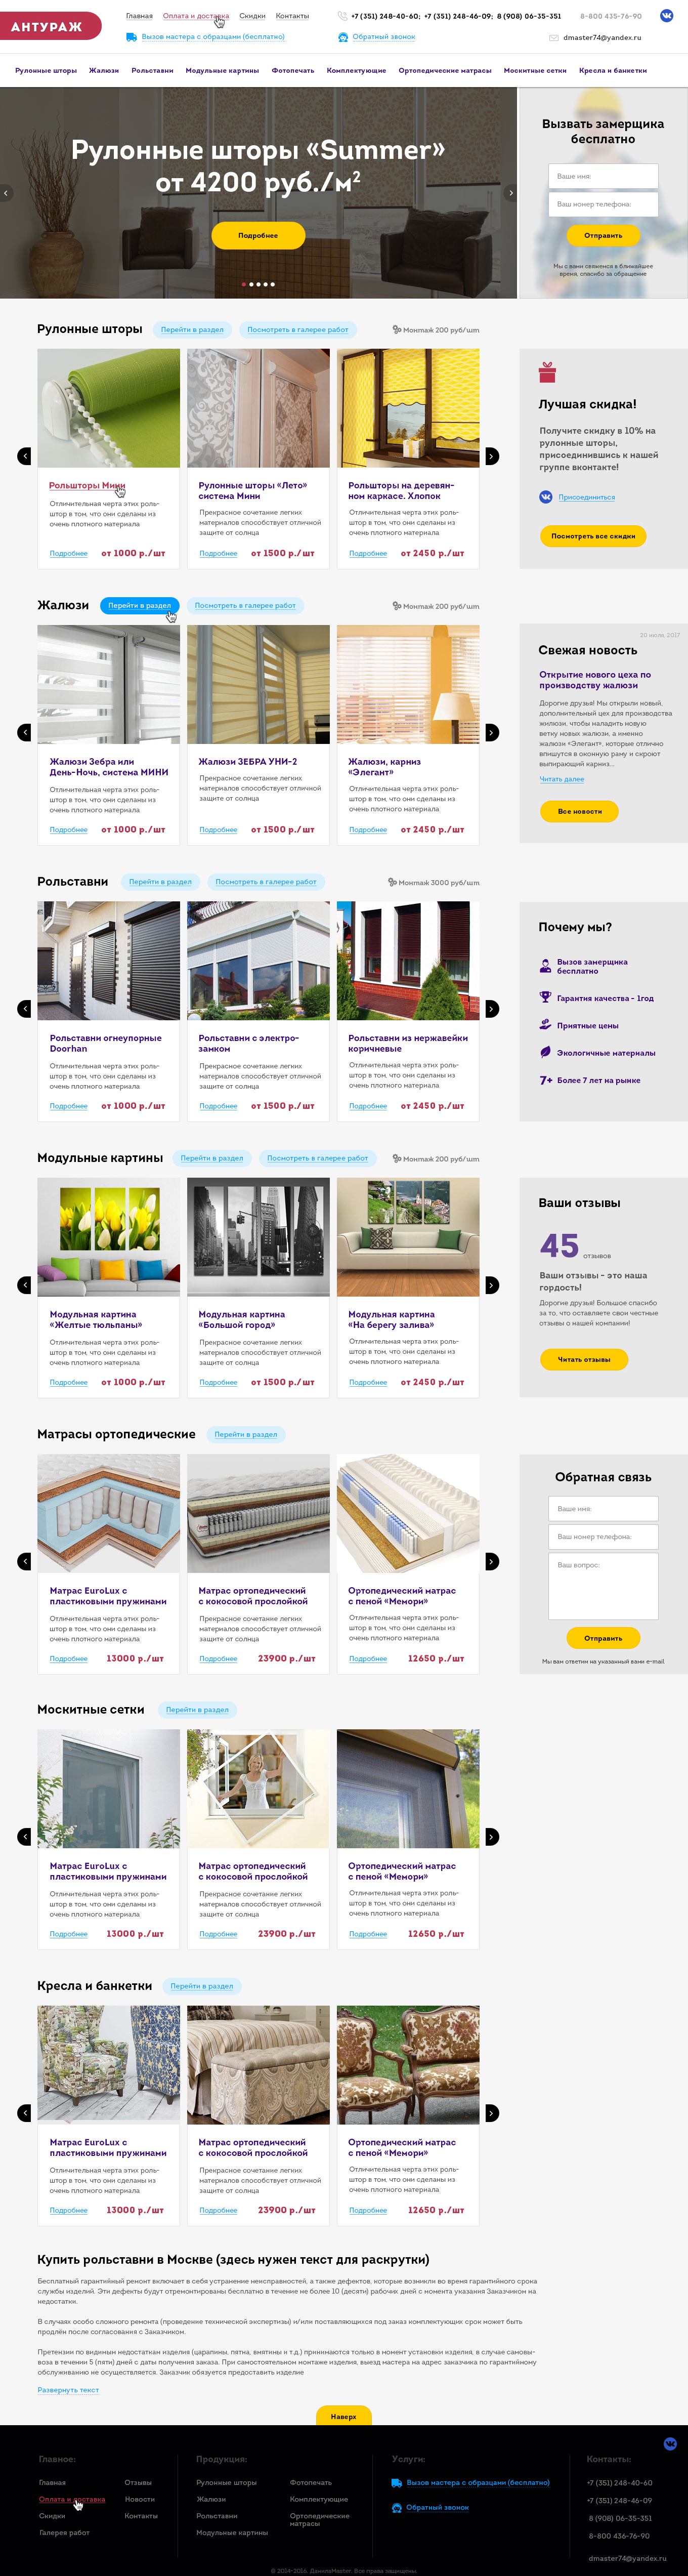 АНТУРАЖ
Главная Оплата и доставка Скидки Контакты
+7 (351) 248-40-60; +7 (351) 248-46-09; 8 (908) 06-35-351
8-800 435-76-90
Вызов мастера с образцами (бесплатно)
Обратный звонок
dmaster74@yandex.ru
Рулонные шторы Жалюзи Рольставни Модульные картины Фотопечать Комплектующие Ортопедические матрасы Москитные сетки Кресла и банкетки
Рулонные шторы «Summer»
от 4200 руб./м²
Подробнее
Вызвать замерщика
бесплатно
Ваше имя:
Ваш номер телефона:
Отправить
Мы с вами свяжемся в ближайшее
время, спасибо за обращение
Рулонные шторы Перейти в раздел Посмотреть в галерее работ Монтаж 200 руб/шт
Рольшторы Мини
Отличительная черта этих роль-
штор в том, что они сделаны из
очень плотного материала
Подробнее от 1000 р./шт
Рулонные шторы «Лето»
система Мини
Прекрасное сочетание легких
материалов способствует отличной
защите от солнца
Подробнее от 1500 р./шт
Рольшторы на деревян-
ном каркасе. Хлопок
Отличительная черта этих роль-
штор в том, что они сделаны из
очень плотного материала
Подробнее от 2450 р./шт
Лучшая скидка!
Получите скидку в 10% на
рулонные шторы,
присоединившись к нашей
группе вконтакте!
Присоединиться
Посмотреть все скидки
Жалюзи Перейти в раздел Посмотреть в галерее работ Монтаж 200 руб/шт
Жалюзи Зебра или
День-Ночь, система МИНИ
Отличительная черта этих роль-
штор в том, что они сделаны из
очень плотного материала
Подробнее от 1000 р./шт
Жалюзи ЗЕБРА УНИ-2
Прекрасное сочетание легких
материалов способствует отличной
защите от солнца
Подробнее от 1500 р./шт
Жалюзи, карниз
«Элегант»
Отличительная черта этих роль-
штор в том, что они сделаны из
очень плотного материала
Подробнее от 2450 р./шт
20 июля, 2017
Свежая новость
Открытие нового цеха по
производству жалюзи
Дорогие друзья! Мы открыли новый,
дополнительный цех для производства
жилюзи, чтобы наладить новую
ветку новых жалюзи, а именно
жалюзи «Элегант», которые отлично
впишутся в оконную раму и скроют
выпирающий карниз...
Читать далее
Все новости
Рольставни Перейти в раздел Посмотреть в галерее работ Монтаж 3000 руб/шт
Рольставни огнеупорные
Doorhan
Отличительная черта этих роль-
штор в том, что они сделаны из
очень плотного материала
Подробнее от 1000 р./шт
Рольставни с электро-
замком
Прекрасное сочетание легких
материалов способствует отличной
защите от солнца
Подробнее от 1500 р./шт
Рольставни из нержавейки
коричневые
Отличительная черта этих роль-
штор в том, что они сделаны из
очень плотного материала
Подробнее от 2450 р./шт
Почему мы?
Вызов замерщика
бесплатно
Гарантия качества - 1год
Приятные цены
Экологичные материалы
7+ Более 7 лет на рынке
Модульные картины Перейти в раздел Посмотреть в галерее работ Монтаж 200 руб/шт
Модульная картина
«Желтые тюльпаны»
Отличительная черта этих роль-
штор в том, что они сделаны из
очень плотного материала
Подробнее от 1000 р./шт
Модульная картина
«Большой город»
Прекрасное сочетание легких
материалов способствует отличной
защите от солнца
Подробнее от 1500 р./шт
Модульная картина
«На берегу залива»
Отличительная черта этих роль-
штор в том, что они сделаны из
очень плотного материала
Подробнее от 2450 р./шт
Ваши отзывы
45 отзывов
Ваши отзывы - это наша
гордость!
Дорогие друзья! Большое спасибо
за то, что оставляете свои честные
отзывы о нашей компании!
Читать отзывы
Матрасы ортопедические Перейти в раздел
Матрас EuroLux с
пластиковыми пружинами
Отличительная черта этих роль-
штор в том, что они сделаны из
очень плотного материала
Подробнее 13000 р./шт
Матрас ортопедический
с кокосовой прослойкой
Прекрасное сочетание легких
материалов способствует отличной
защите от солнца
Подробнее 23900 р./шт
Ортопедический матрас
с пеной «Мемори»
Отличительная черта этих роль-
штор в том, что они сделаны из
очень плотного материала
Подробнее 12650 р./шт
Обратная связь
Ваше имя:
Ваш номер телефона:
Ваш вопрос:
Отправить
Мы вам ответим на указанный вами e-mail
Москитные сетки Перейти в раздел
Матрас EuroLux с
пластиковыми пружинами
Отличительная черта этих роль-
штор в том, что они сделаны из
очень плотного материала
Подробнее 13000 р./шт
Матрас ортопедический
с кокосовой прослойкой
Прекрасное сочетание легких
материалов способствует отличной
защите от солнца
Подробнее 23900 р./шт
Ортопедический матрас
с пеной «Мемори»
Отличительная черта этих роль-
штор в том, что они сделаны из
очень плотного материала
Подробнее 12650 р./шт
Кресла и банкетки Перейти в раздел
Матрас EuroLux с
пластиковыми пружинами
Отличительная черта этих роль-
штор в том, что они сделаны из
очень плотного материала
Подробнее 13000 р./шт
Матрас ортопедический
с кокосовой прослойкой
Прекрасное сочетание легких
материалов способствует отличной
защите от солнца
Подробнее 23900 р./шт
Ортопедический матрас
с пеной «Мемори»
Отличительная черта этих роль-
штор в том, что они сделаны из
очень плотного материала
Подробнее 12650 р./шт
Купить рольставни в Москве (здесь нужен текст для раскрутки)
Бесплатный гарантийный ремонт включает в себя устранение неисправностей, а также дефектов, которые возникли во время гарантийного срока
службы изделий. Эти дефекты будут отремонтированы бесплатно в течение не более 10 (десяти) рабочих дней с момента указания Заказчиком на
недостатки.
В случаях особо сложного ремонта (проведение технической экспертизы) и/или поставляющихся под заказ комплектующих срок может быть
продлён после согласования с Заказчиком.
Претензии по видимым недостаткам изделия (царапины, пятна, вмятины и т.д.) принимаются только в момент установки изделия, в случае самовы-
воза в течении 5 (пяти) дней с даты получения заказа. При самостоятельном монтаже изделия, выезд мастера на адрес заказчика по гарантийному
обслуживанию не осуществляется. Заказчик обязуется предоставить изделие
Развернуть текст
Наверх
Главное:
Главная
Оплата и доставка
Скидки
Галерея работ
Отзывы
Новости
Контакты
Продукция:
Рулонные шторы
Жалюзи
Рольставни
Модульные картины
Фотопечать
Комплектующие
Ортопедические
матрасы
Услуги:
Вызов мастера с образцами (бесплатно)
Обратный звонок
Контакты:
+7 (351) 248-40-60
+7 (351) 248-46-09
8 (908) 06-35-351
8-800 436-76-90
dmaster74@yandex.ru
© 2014-2016. ДанилаMaster. Все права защищены.